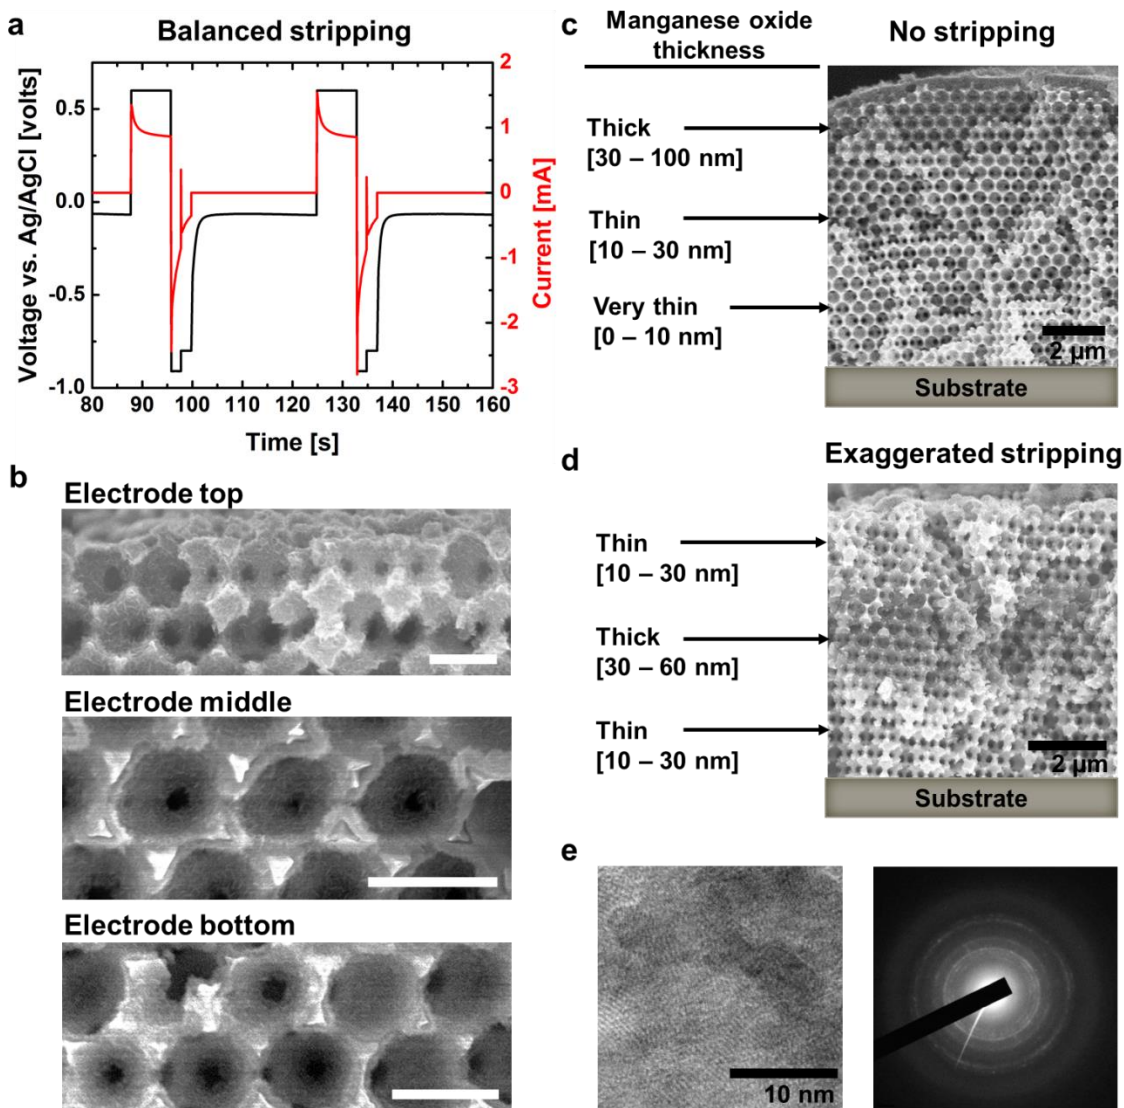 a
Balanced stripping
Voltage vs. Ag/AgCl [volts]
0.5
0.0
-0.5
-1.0
2
1
0
-1
-2
-3
Current [mA]
80 90 100 110 120 130 140 150 160
Time [s]
b
Electrode top
Electrode middle
Electrode bottom
c
Manganese oxide
thickness
No stripping
Thick
[30 – 100 nm]
Thin
[10 – 30 nm]
Very thin
[0 – 10 nm]
2 µm
Substrate
d
Exaggerated stripping
Thin
[10 – 30 nm]
Thick
[30 – 60 nm]
Thin
[10 – 30 nm]
2 µm
Substrate
e
10 nm